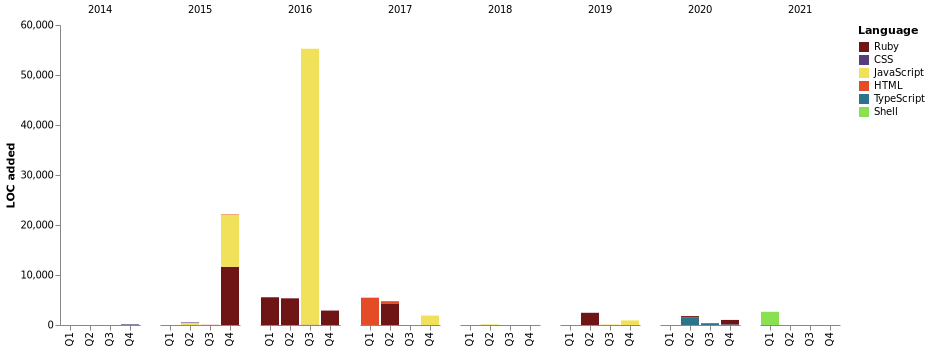 2014 2015 2016 2017 2018 2019 2020 2021
60,000
50,000
40,000
30,000
20,000
10,000
0
LOC added
Q1 Q2 Q3 Q4 Q1 Q2 Q3 Q4 Q1 Q2 Q3 Q4 Q1 Q2 Q3 Q4 Q1 Q2 Q3 Q4 Q1 Q2 Q3 Q4 Q1 Q2 Q3 Q4 Q1 Q2 Q3 Q4
Language
Ruby
CSS
JavaScript
HTML
TypeScript
Shell